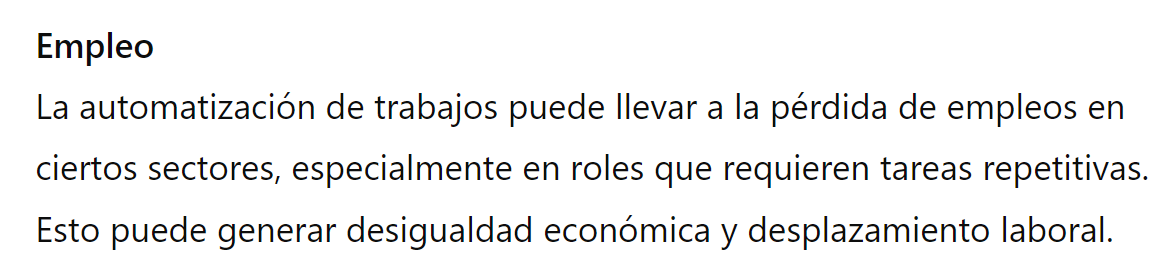 Empleo
La automatización de trabajos puede llevar a la pérdida de empleos en
ciertos sectores, especialmente en roles que requieren tareas repetitivas.
Esto puede generar desigualdad económica y desplazamiento laboral.